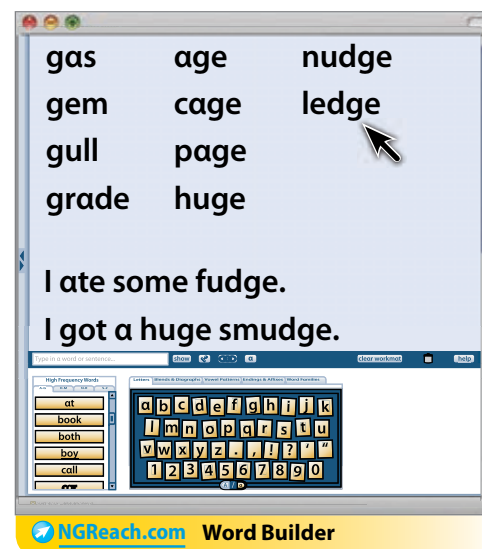 gas age nudge
gem cage ledge
gull page
grade huge
I ate some fudge.
I got a huge smudge.
Type in a word or sentence... show a clear workmat help
High Frequency Words
Letters Blends & Digraphs Vowel Patterns Endings & Affixes Word Families
at
book
both
boy
call
a b c d e f g h i j k
l m n o p q r s t u
v w x y z . , ! ? ' "
1 2 3 4 5 6 7 8 9 0
NGReach.com Word Builder